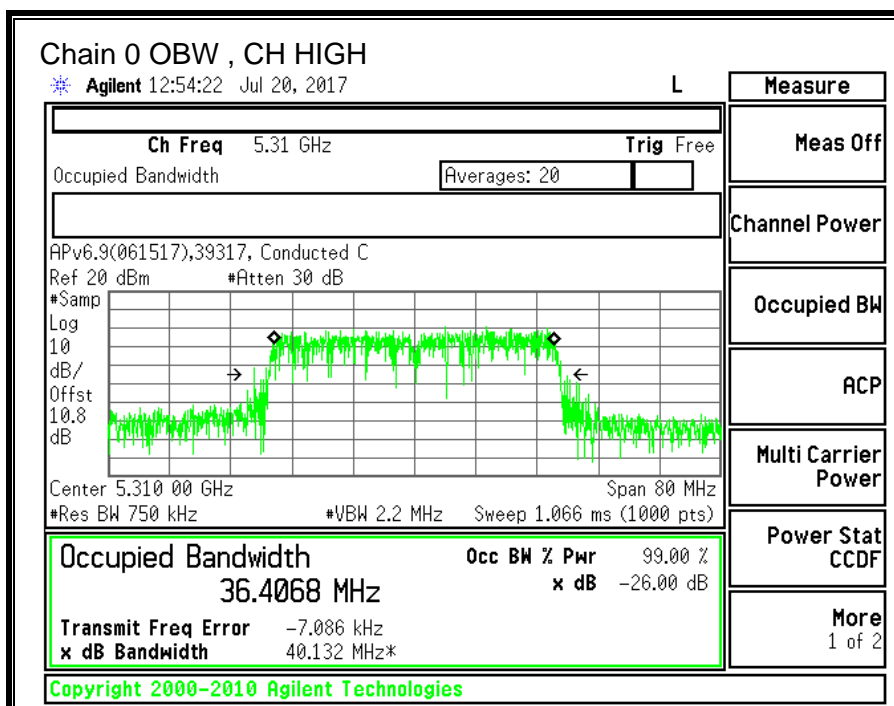 Chain 0 OBW , CH HIGH
Agilent 12:54:22 Jul 20, 2017 L
Measure
Ch Freq 5.31 GHz Trig Free
Meas Off
Occupied Bandwidth Averages: 20
Channel Power
APv6.9(061517),39317, Conducted C
Ref 20 dBm #Atten 30 dB
#Samp
Log
10
dB/
Offst
10.8
dB
Occupied BW
ACP
Multi Carrier
Power
Center 5.310 00 GHz Span 80 MHz
#Res BW 750 kHz #VBW 2.2 MHz Sweep 1.066 ms (1000 pts)
Power Stat
CCDF
Occupied Bandwidth Occ BW % Pwr 99.00 %
36.4068 MHz x dB -26.00 dB
Transmit Freq Error -7.086 kHz
x dB Bandwidth 40.132 MHz*
More
1 of 2
Copyright 2000-2010 Agilent Technologies